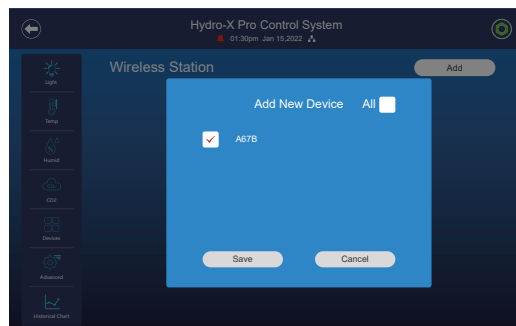 Hydro-X Pro Control System
01:30pm Jan 15,2022
Wireless Station
Add
Light
Temp
Humid
CO2
Devices
Advanced
Historical Chart
Add New Device All
A67B
Save Cancel